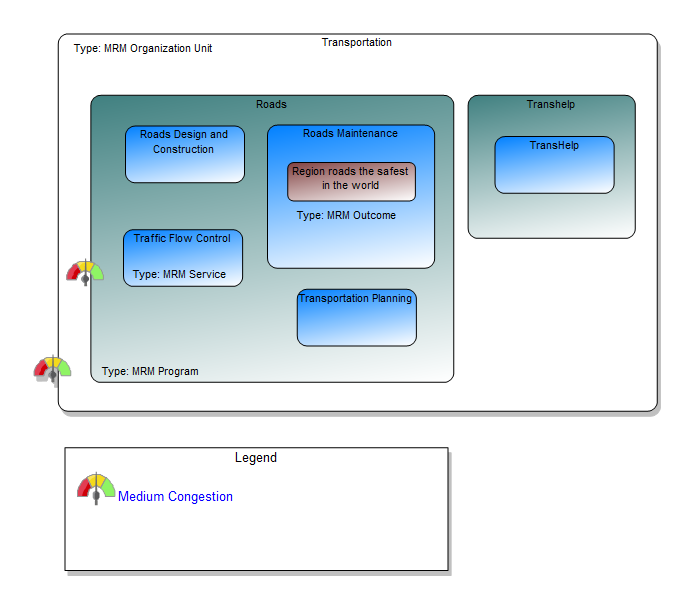 Transportation
Type: MRM Organization Unit
Roads
Transhelp
Roads Design and
Construction
Roads Maintenance
TransHelp
Region roads the safest
in the world
Type: MRM Outcome
Traffic Flow Control
Type: MRM Service
Transportation Planning
Type: MRM Program
Legend
Medium Congestion